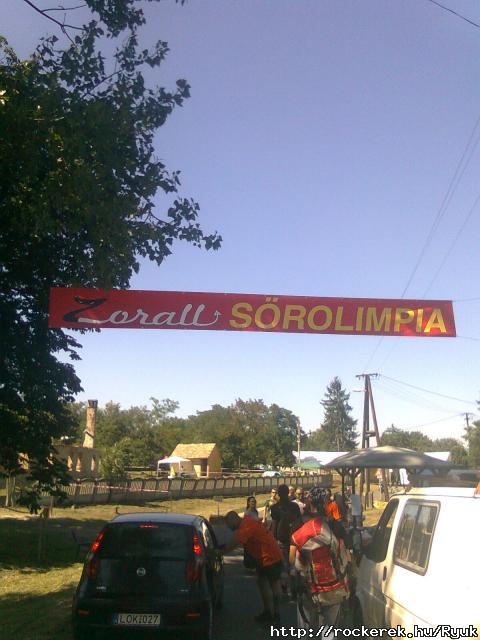 Zorall SÖROLIMPIA
LOK:027
http://rockerek.hu/Ryuk